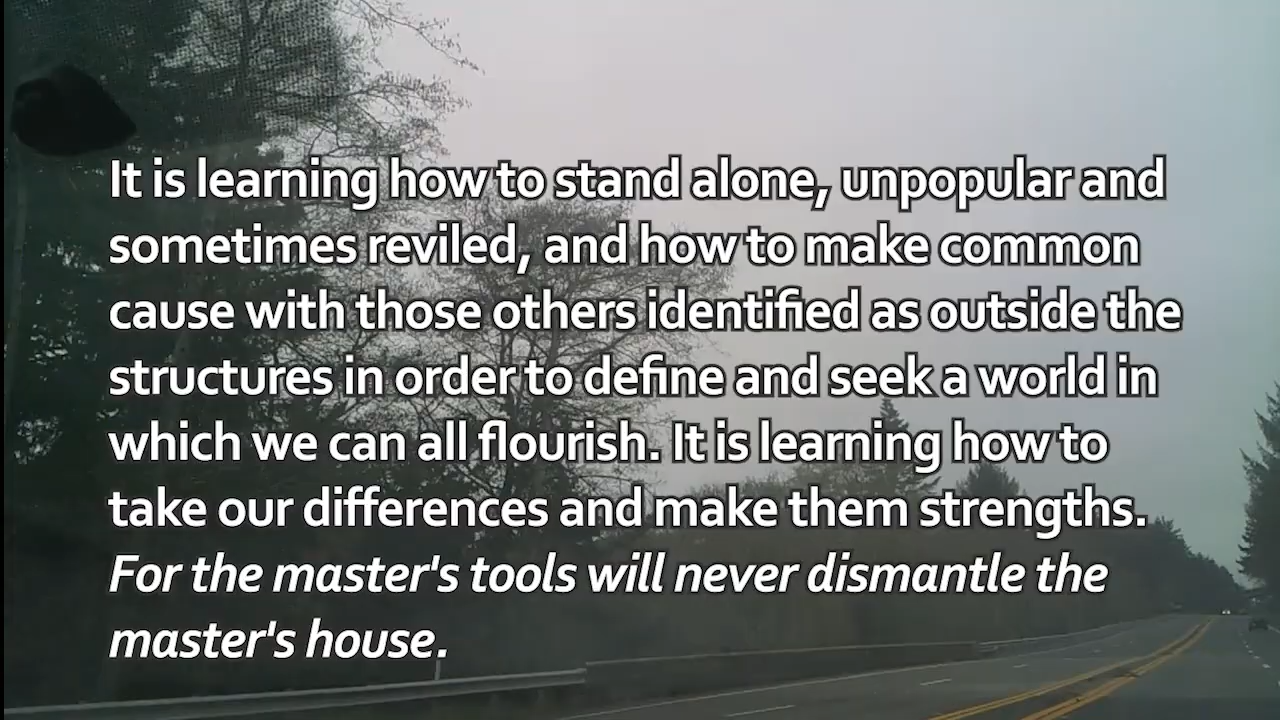 It is learning how to stand alone, unpopular and
sometimes reviled, and how to make common
cause with those others identified as outside the
structures in order to define and seek a world in
which we can all flourish. It is learning how to
take our differences and make them strengths.
For the master's tools will never dismantle the
master's house.